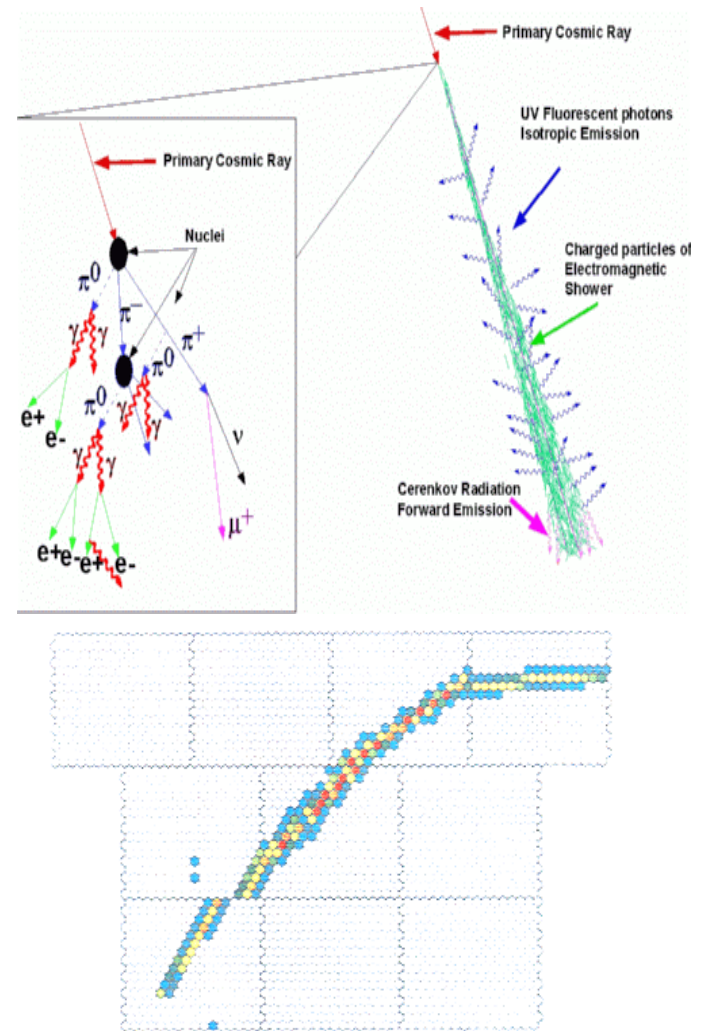 Primary Cosmic Ray
UV Fluorescent photons
Isotropic Emission
Charged particles of
Electromagnetic
Shower
Cerenkov Radiation
Forward Emission
Primary Cosmic Ray
Nuclei
π0
π−
π+
γ γ
π0
π0
γ γ
e+
e-
γ γ
ν
μ+
e+ e- e+ e-